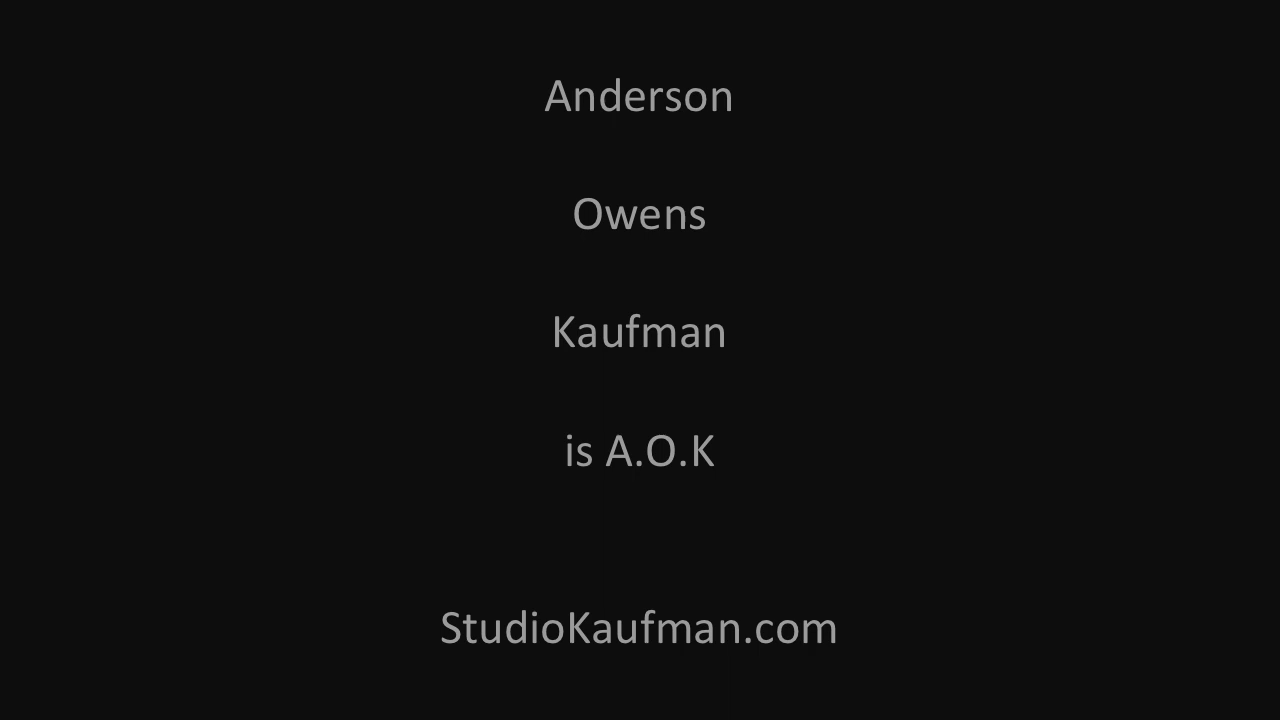 Anderson
Owens
Kaufman
is A.O.K
StudioKaufman.com